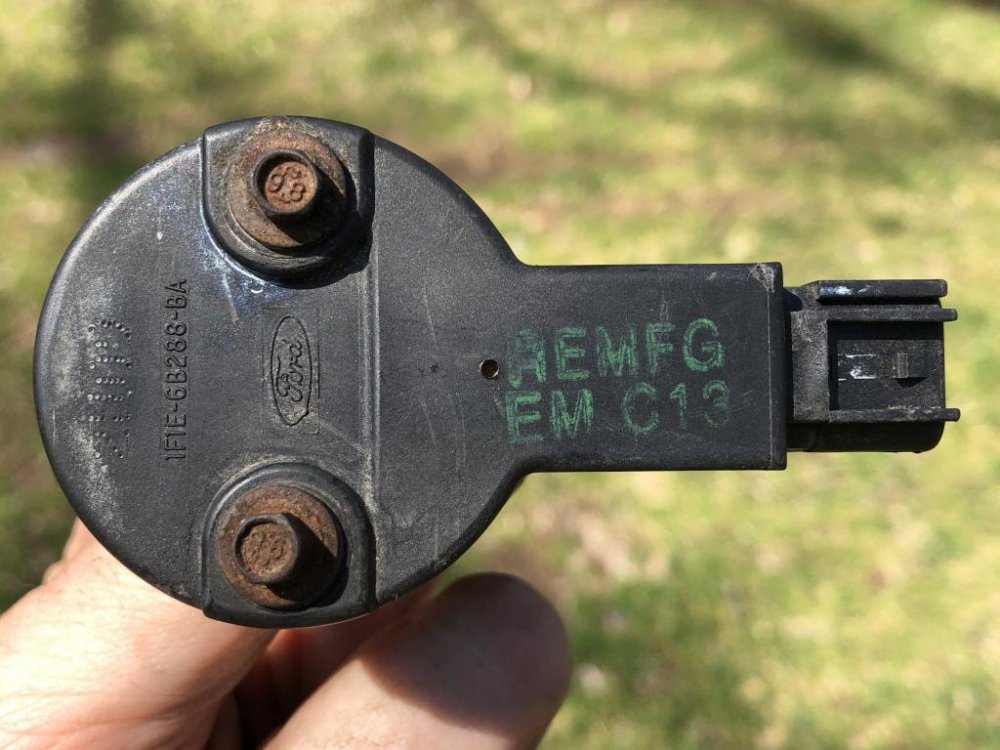 1F1E-6B288-BA
Ford
REMFG
EM C13